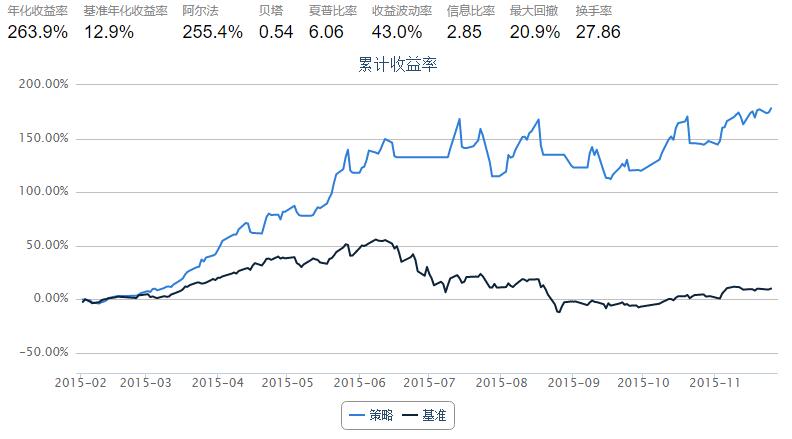 年化收益率 基准年化收益率 阿尔法 贝塔 夏普比率 收益波动率 信息比率 最大回撤 换手率
263.9% 12.9% 255.4% 0.54 6.06 43.0% 2.85 20.9% 27.86
累计收益率
200.00%
150.00%
100.00%
50.00%
0.00%
-50.00%
2015-02 2015-03 2015-04 2015-05 2015-06 2015-07 2015-08 2015-09 2015-10 2015-11
策略 基准